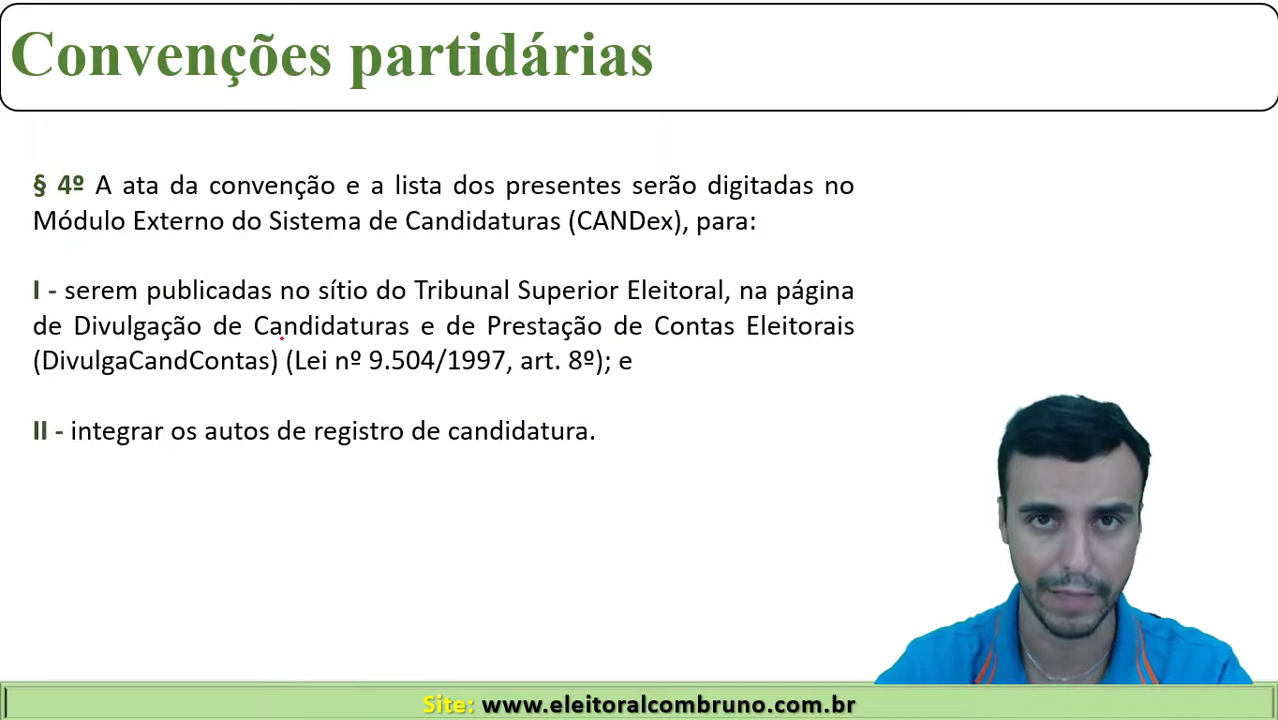 Convenções partidárias
§ 4º A ata da convenção e a lista dos presentes serão digitadas no
Módulo Externo do Sistema de Candidaturas (CANDex), para:
I - serem publicadas no sítio do Tribunal Superior Eleitoral, na página
de Divulgação de Candidaturas e de Prestação de Contas Eleitorais
(DivulgaCandContas) (Lei nº 9.504/1997, art. 8º); e
II - integrar os autos de registro de candidatura.
Site: www.eleitoralcombruno.com.br